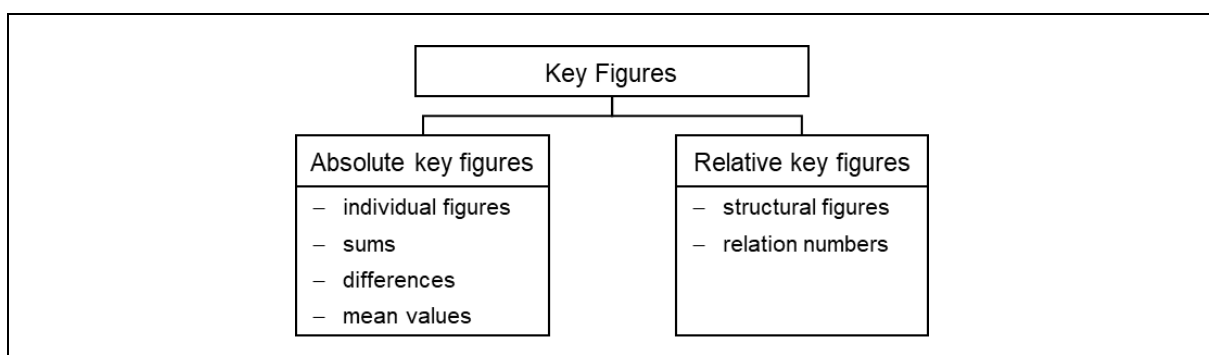 Key Figures
Absolute key figures
– individual figures
– sums
– differences
– mean values
Relative key figures
– structural figures
– relation numbers